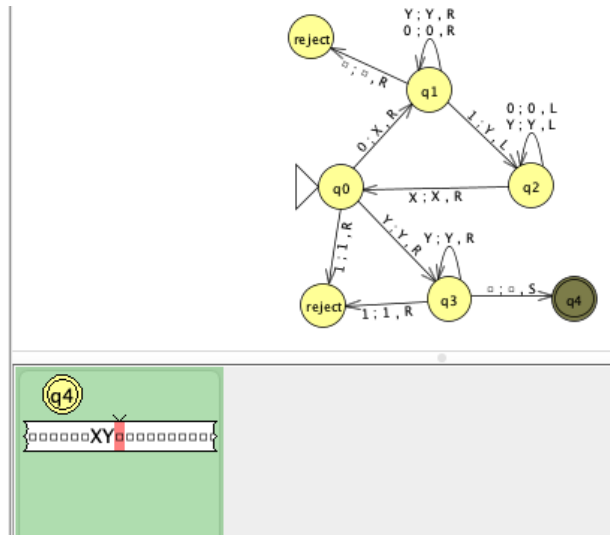 Y ; Y , R
0 ; 0 , R
reject
□ ; □ , R
q1
0 ; 0 , L
Y ; Y , L
0 ; X , R
1 ; Y , L
q0
q2
X ; X , R
1 ; 1 , R
Y ; Y , R
Y ; Y , R
reject
1 ; 1 , R
q3
□ ; □ , S
q4
q4
□□□□□□XY□□□□□□□□□□